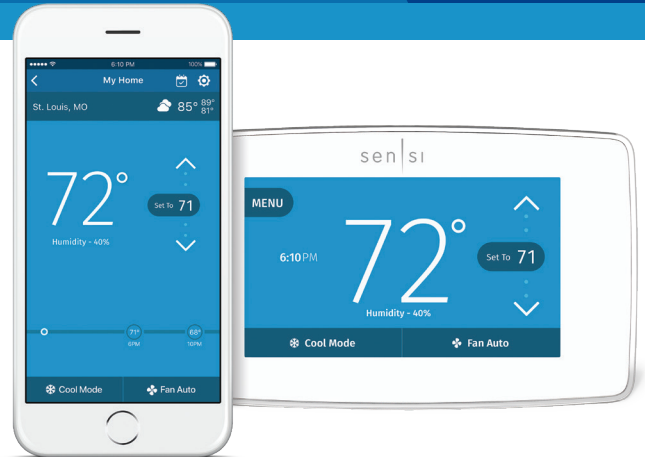 6:10 PM
100%
My Home
St. Louis, MO
85° 89°
81°
72°
Set To 71
Humidity - 40%
71°
68°
6PM
10PM
Cool Mode
Fan Auto
sensi
MENU
6:10PM
72°
Set To 71
Humidity - 40%
Cool Mode
Fan Auto